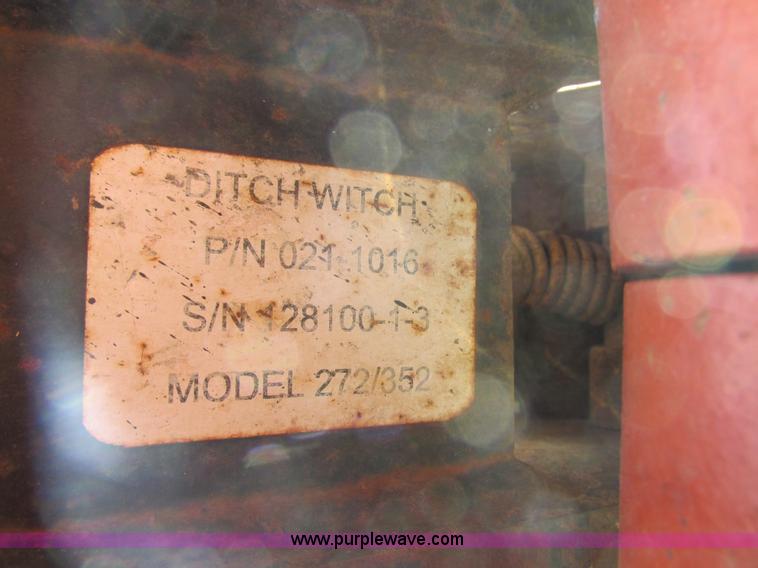 DITCH WITCH
P/N 021-1016
S/N 128100-1-3
MODEL 272/352
www.purplewave.com